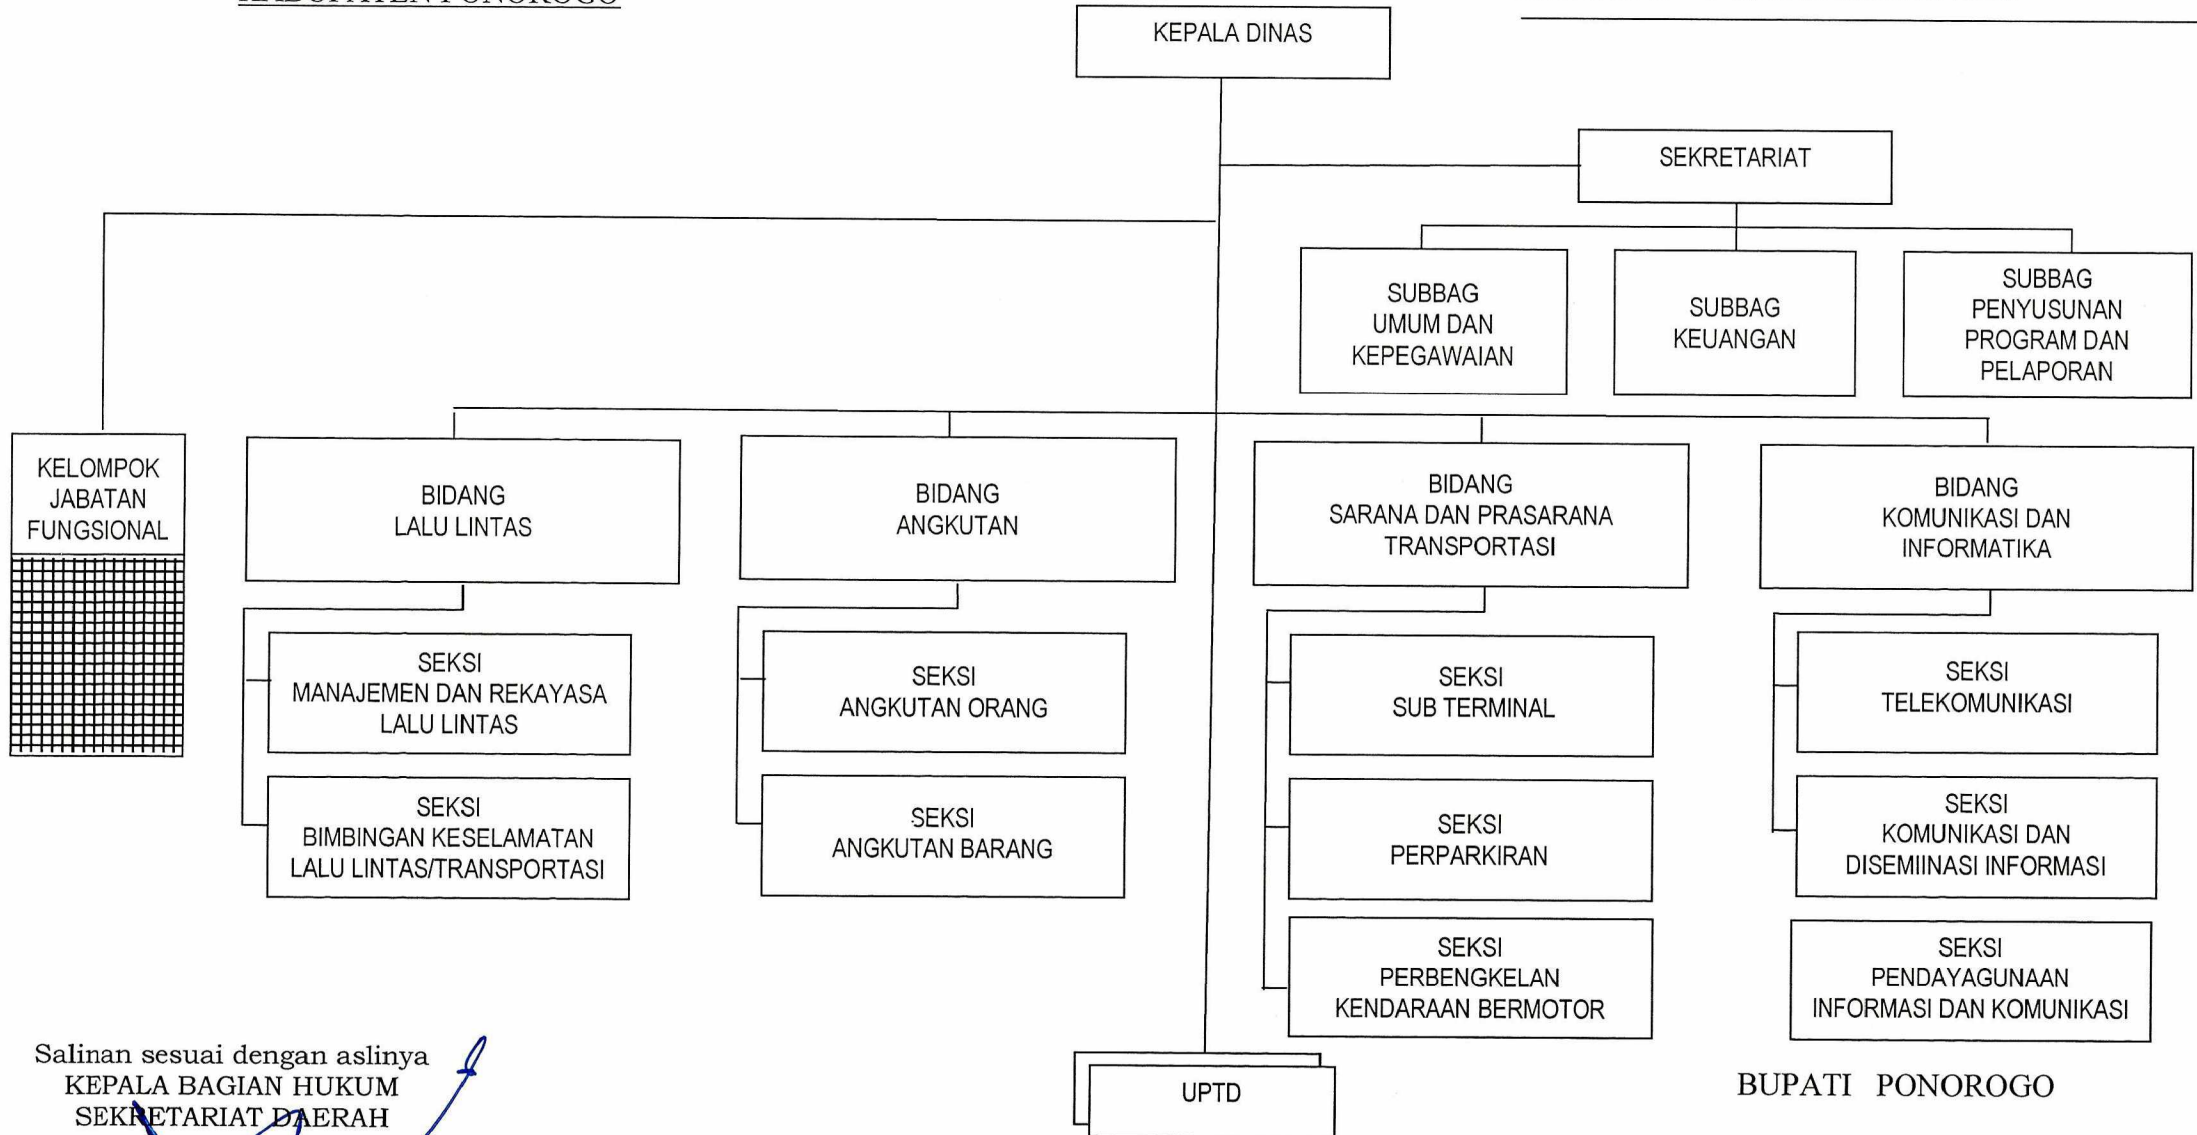 KABUPATEN PONOROGO
KEPALA DINAS
SEKRETARIAT
SUBBAG
UMUM DAN
KEPEGAWAIAN
SUBBAG
KEUANGAN
SUBBAG
PENYUSUNAN
PROGRAM DAN
PELAPORAN
KELOMPOK
JABATAN
FUNGSIONAL
BIDANG
LALU LINTAS
BIDANG
ANGKUTAN
BIDANG
SARANA DAN PRASARANA
TRANSPORTASI
BIDANG
KOMUNIKASI DAN
INFORMATIKA
SEKSI
MANAJEMEN DAN REKAYASA
LALU LINTAS
SEKSI
ANGKUTAN ORANG
SEKSI
SUB TERMINAL
SEKSI
TELEKOMUNIKASI
SEKSI
BIMBINGAN KESELAMATAN
LALU LINTAS/TRANSPORTASI
SEKSI
ANGKUTAN BARANG
SEKSI
PERPARKIRAN
SEKSI
KOMUNIKASI DAN
DISEMIINASI INFORMASI
SEKSI
PERBENGKELAN
KENDARAAN BERMOTOR
SEKSI
PENDAYAGUNAAN
INFORMASI DAN KOMUNIKASI
UPTD
Salinan sesuai dengan aslinya
KEPALA BAGIAN HUKUM
SEKRETARIAT DAERAH
BUPATI PONOROGO